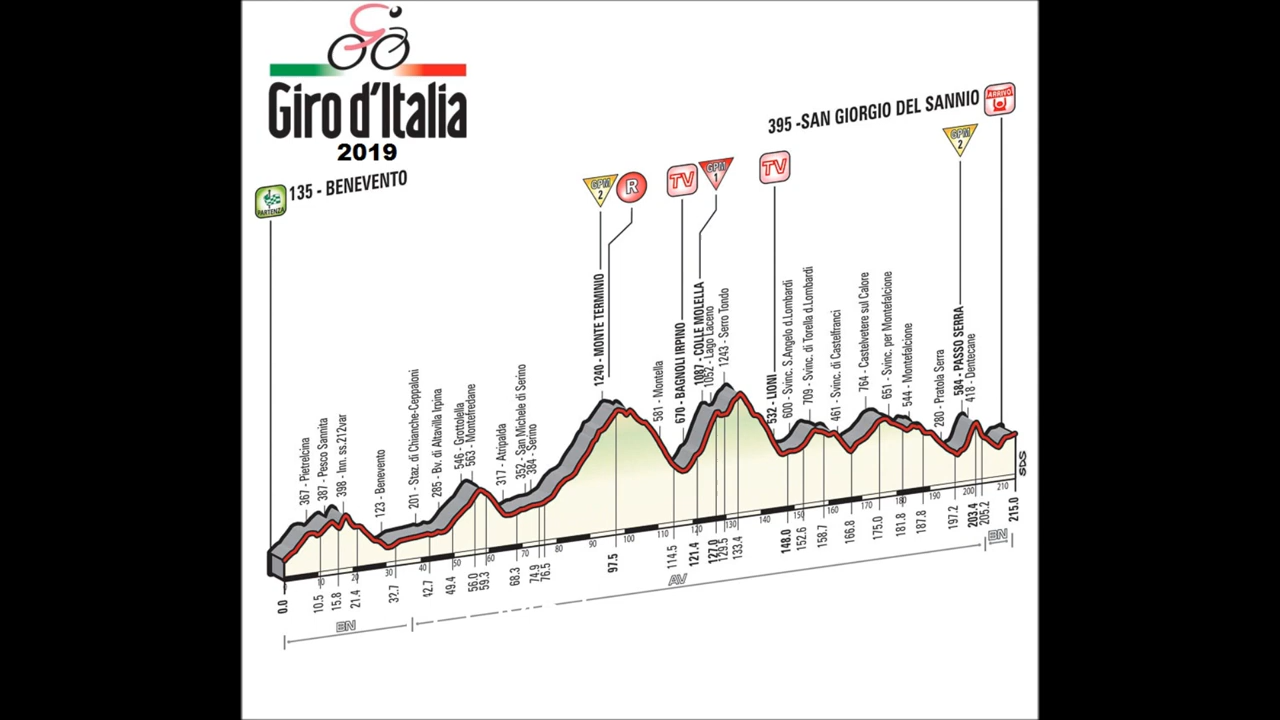 Giro d'Italia
2019
395 -SAN GIORGIO DEL SANNIO
ARRIVO
135 - BENEVENTO
PARTENZA
GPM
2
R
TV
GPM
1
TV
GPM
2
367 - Pietrelcina
387 - Pesco Sannita
398 - Inn. ss.212var
123 - Benevento
201 - Staz. di Chianche-Ceppaloni
285 - Bv. di Altavilla Irpina
546 - Grottolella
563 - Montefredane
317 - Atripalda
352 - San Michele di Serino
384 - Serino
1240 - MONTE TERMINIO
581 - Montella
670 - BAGNOLI IRPINO
1087 - COLLE MOLELLA
1052 - Lago Laceno
1243 - Serro Tondo
532 - LIONI
600 - Svinc. S.Angelo d.Lombardi
709 - Svinc. di Torella d.Lombardi
461 - Svinc. di Castelfranci
764 - Castelvetere sul Calore
651 - Svinc. per Montefalcione
544 - Montefalcione
280 - Pratola Serra
584 - PASSO SERRA
418 - Dentecane
SDS
10
20
30
40
50
60
70
80
90
100
110
120
130
140
150
160
170
180
190
200
210
0.0
10.5
15.8
21.4
32.7
42.7
49.4
56.0
59.3
68.3
74.9
76.5
97.5
114.5
121.4
127.0
129.5
133.4
148.0
152.6
158.7
166.8
175.0
181.8
187.8
197.2
203.4
205.2
215.0
BN
AV
BN